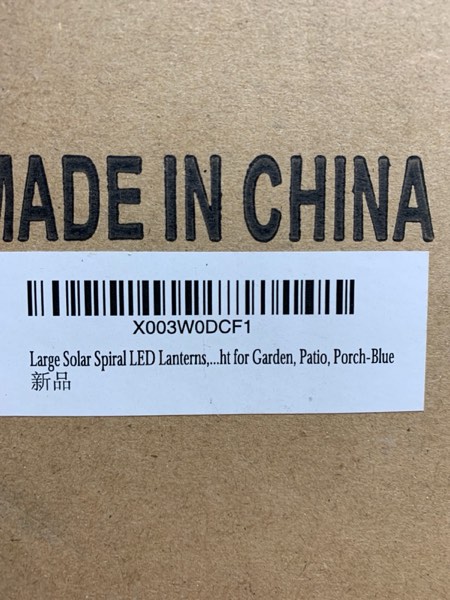 MADE IN CHINA
X003W0DCF1
Large Solar Spiral LED Lanterns,...ht for Garden, Patio, Porch-Blue
新品